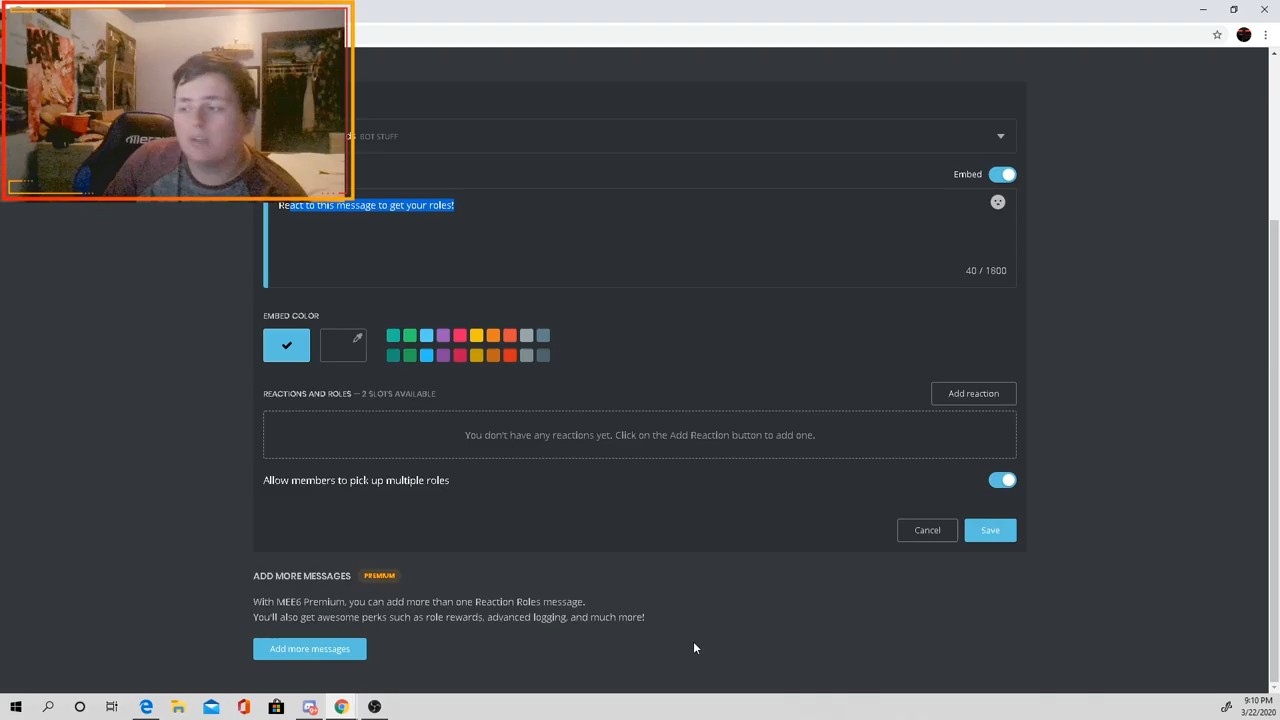 BOT STUFF
Embed
React to this message to get your roles!
40 / 1800
EMBED COLOR
REACTIONS AND ROLES — 2 SLOTS AVAILABLE
Add reaction
You don't have any reactions yet. Click on the Add Reaction button to add one.
Allow members to pick up multiple roles
Cancel
Save
ADD MORE MESSAGES PREMIUM
With MEE6 Premium, you can add more than one Reaction Roles message.
You'll also get awesome perks such as role rewards, advanced logging, and much more!
Add more messages
9:10 PM
3/22/2020